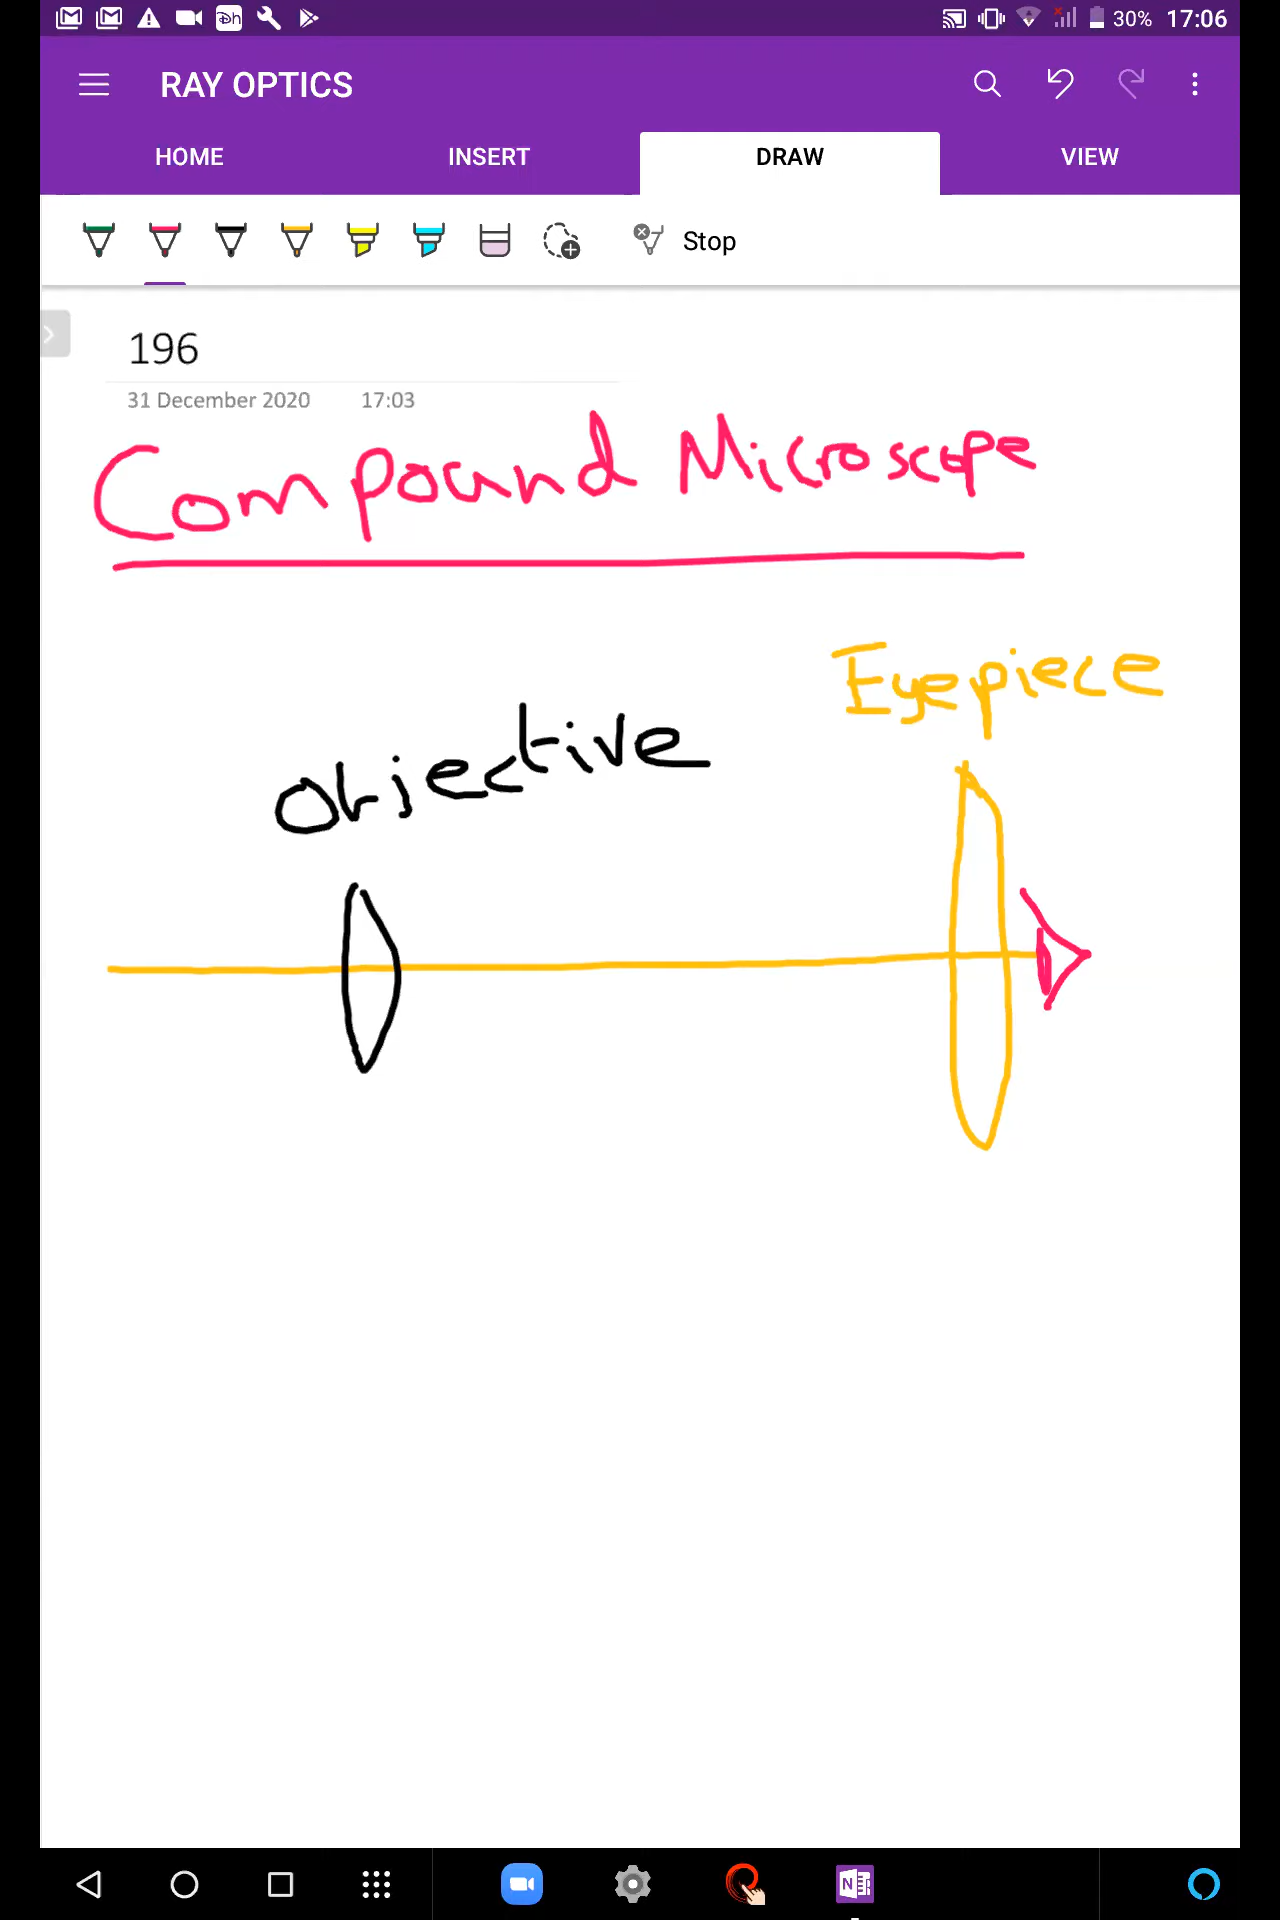 30% 17:06
RAY OPTICS
HOME INSERT DRAW VIEW
Stop
196
31 December 2020 17:03
Compound Microscope
Eyepiece
Objective